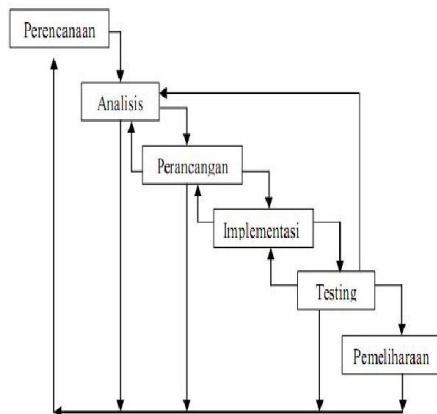 Perencanaan
Analisis
Perancangan
Implementasi
Testing
Pemeliharaan